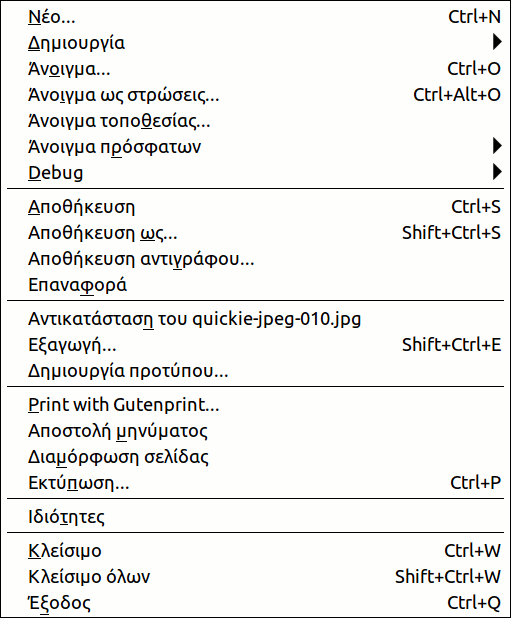 Νέο... Ctrl+N
Δημιουργία
Άνοιγμα... Ctrl+O
Άνοιγμα ως στρώσεις... Ctrl+Alt+O
Άνοιγμα τοποθεσίας...
Άνοιγμα πρόσφατων
Debug
Αποθήκευση Ctrl+S
Αποθήκευση ως... Shift+Ctrl+S
Αποθήκευση αντιγράφου...
Επαναφορά
Αντικατάσταση του quickie-jpeg-010.jpg
Εξαγωγή... Shift+Ctrl+E
Δημιουργία προτύπου...
Print with Gutenprint...
Αποστολή μηνύματος
Διαμόρφωση σελίδας
Εκτύπωση... Ctrl+P
Ιδιότητες
Κλείσιμο Ctrl+W
Κλείσιμο όλων Shift+Ctrl+W
Έξοδος Ctrl+Q